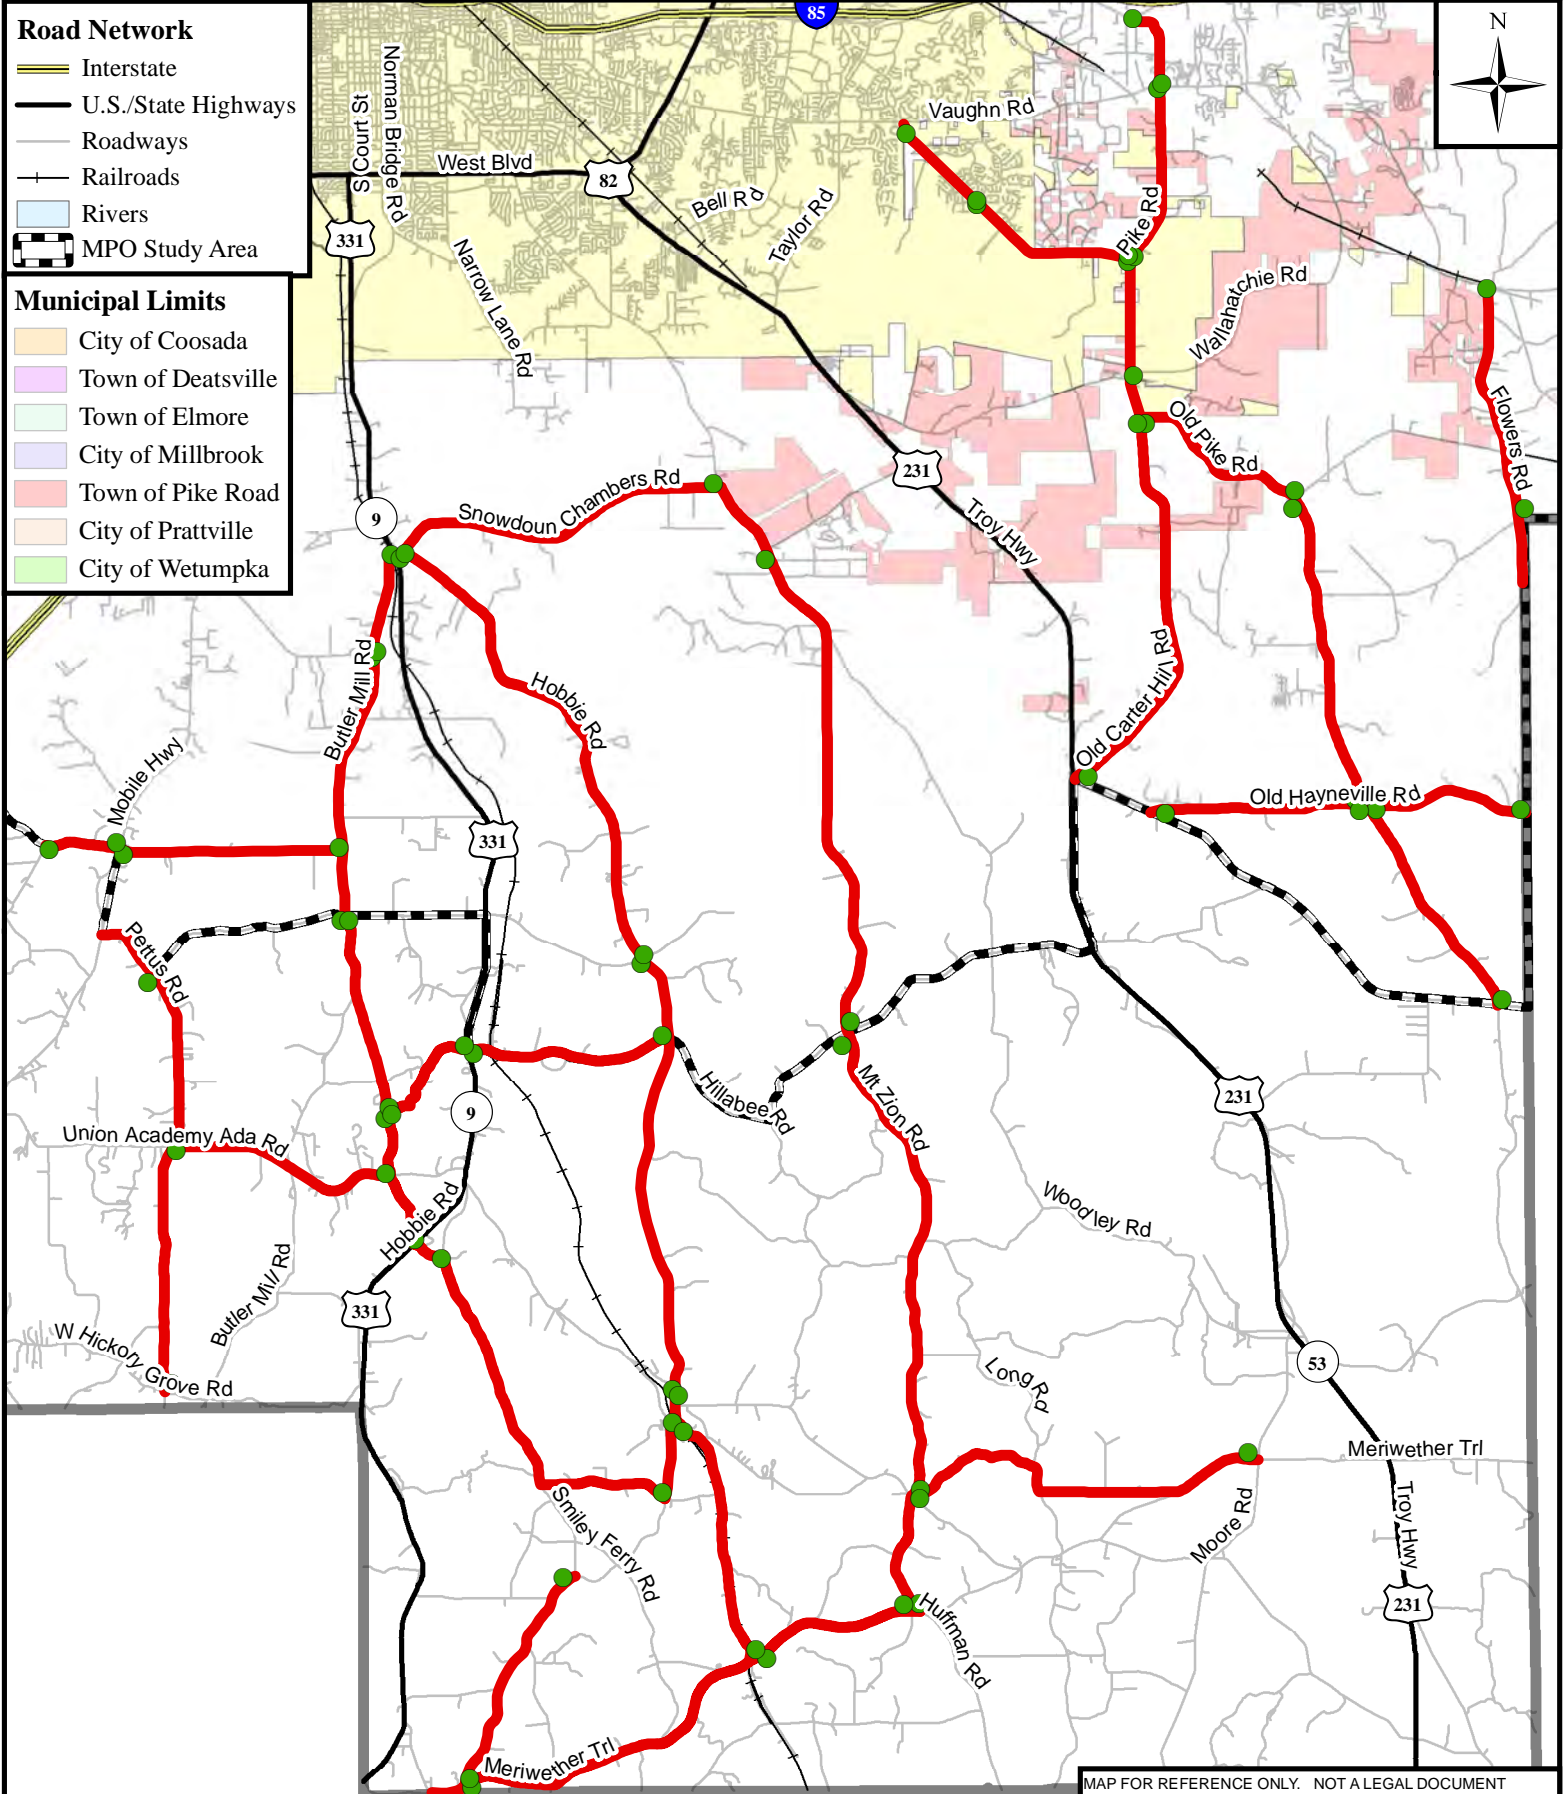 Road Network
Interstate
U.S./State Highways
Roadways
Railroads
Rivers
MPO Study Area
Municipal Limits
City of Coosada
Town of Deatsville
Town of Elmore
City of Millbrook
Town of Pike Road
City of Prattville
City of Wetumpka
85
N
S Court St
Norman Bridge Rd
West Blvd
82
Vaughn Rd
Bell Rd
Taylor Rd
331
Narrow Lane Rd
Pike Rd
Wallahatchie Rd
Flowers Rd
Old Pike Rd
231
Troy Hwy
9
Snowdoun Chambers Rd
Butler Mill Rd
Hobbie Rd
Old Carter Hill Rd
Mobile Hwy
331
Old Hayneville Rd
Pettus Rd
9
Hillabee Rd
Mt Zion Rd
231
Union Academy Ada Rd
Hobbie Rd
Woodley Rd
Butler Mill Rd
331
W Hickory Grove Rd
Long Rd
53
Meriwether Trl
Smiley Ferry Rd
Moore Rd
Troy Hwy
231
Huffman Rd
Meriwether Trl
MAP FOR REFERENCE ONLY. NOT A LEGAL DOCUMENT